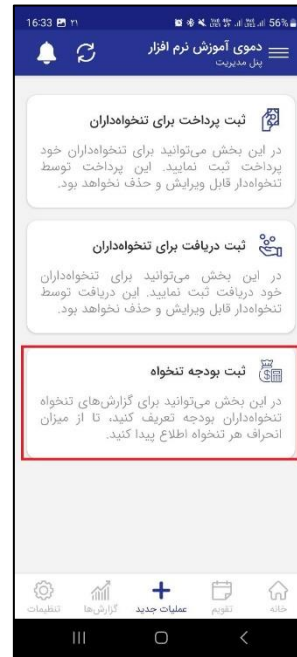 16:33 ۲۱ 56%
دموی آموزش نرم افزار
پنل مدیریت
ثبت پرداخت برای تنخواه‌داران
در این بخش می‌توانید برای تنخواه‌داران خود
پرداخت ثبت نمایید. این پرداخت توسط
تنخواه‌دار قابل ویرایش و حذف نخواهد بود.
ثبت دریافت برای تنخواه‌داران
در این بخش می‌توانید برای تنخواه‌داران
خود دریافت ثبت نمایید. این دریافت توسط
تنخواه‌دار قابل ویرایش و حذف نخواهد بود.
ثبت بودجه تنخواه
در این بخش می‌توانید برای گزارش‌های تنخواه
تنخواه‌داران بودجه تعریف کنید، تا از میزان
انحراف هر تنخواه اطلاع پیدا کنید.
خانه تقویم عملیات جدید گزارش‌ها تنظیمات